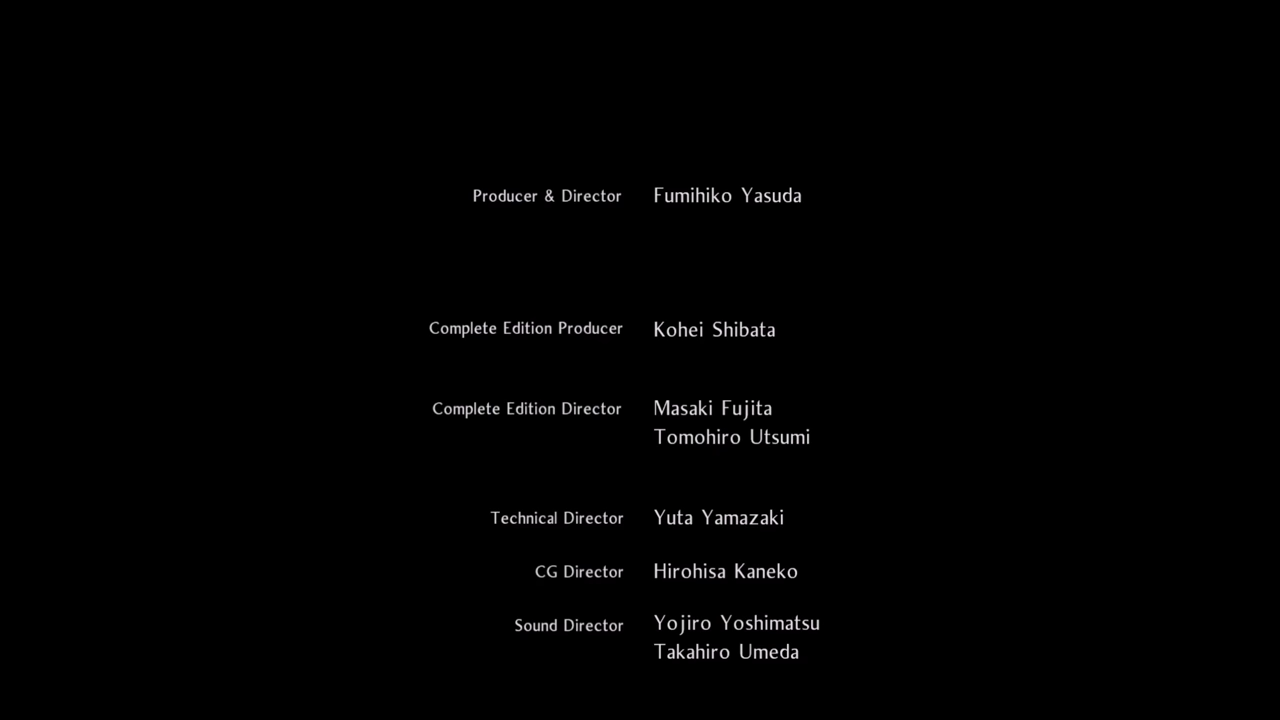 Producer & Director Fumihiko Yasuda
Complete Edition Producer Kohei Shibata
Complete Edition Director Masaki Fujita
Tomohiro Utsumi
Technical Director Yuta Yamazaki
CG Director Hirohisa Kaneko
Sound Director Yojiro Yoshimatsu
Takahiro Umeda